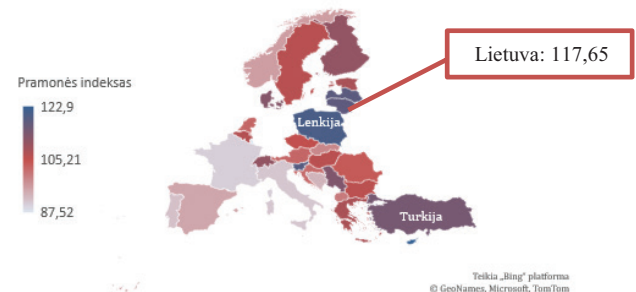 Lietuva: 117,65
Pramonės indeksas
122,9
105,21
87,52
Lenkija
Turkija
Teikia „Bing“ platforma
© GeoNames, Microsoft, TomTom